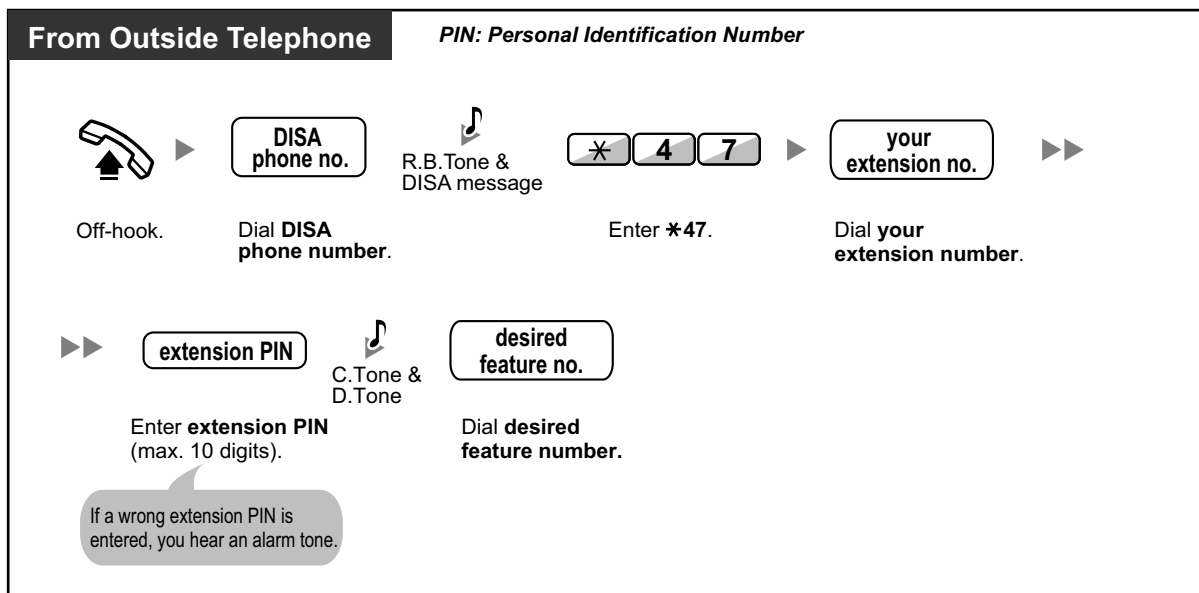 From Outside Telephone
PIN: Personal Identification Number
DISA
phone no.
R.B.Tone &
DISA message
* 4 7
your
extension no.
Off-hook.
Dial DISA
phone number.
Enter *47.
Dial your
extension number.
extension PIN
C.Tone &
D.Tone
desired
feature no.
Enter extension PIN
(max. 10 digits).
Dial desired
feature number.
If a wrong extension PIN is
entered, you hear an alarm tone.